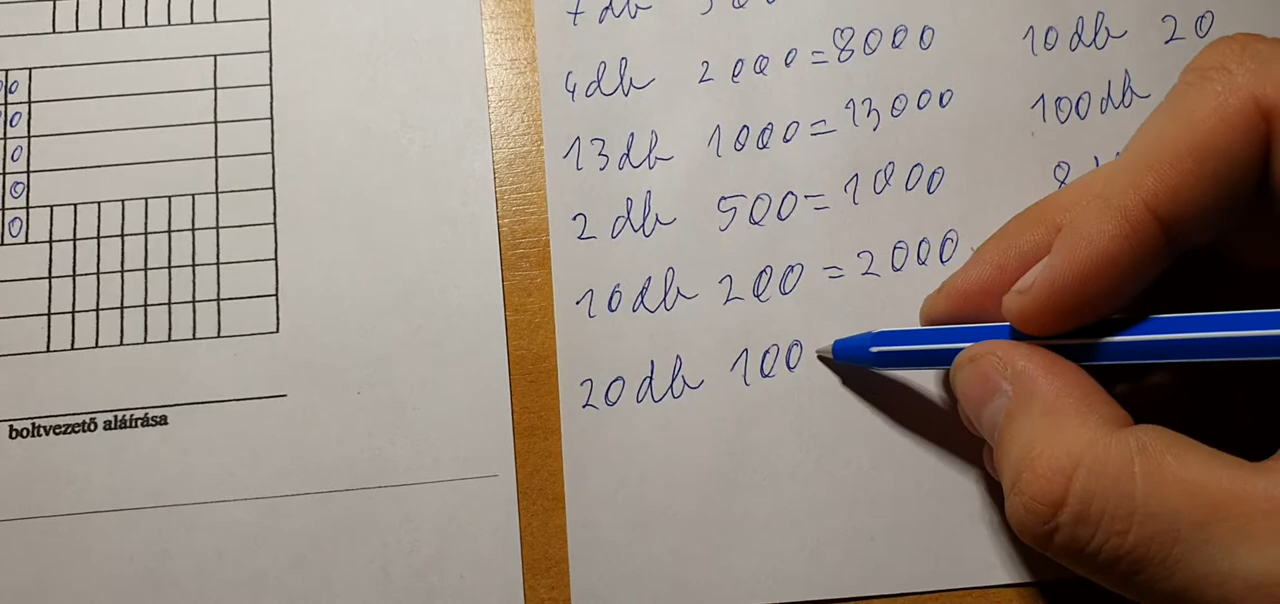 boltvezető aláírása
4db 2000=8000
13db 1000=13000
2db 500=1000
10db 200=2000
20db 100
10db 20
100db